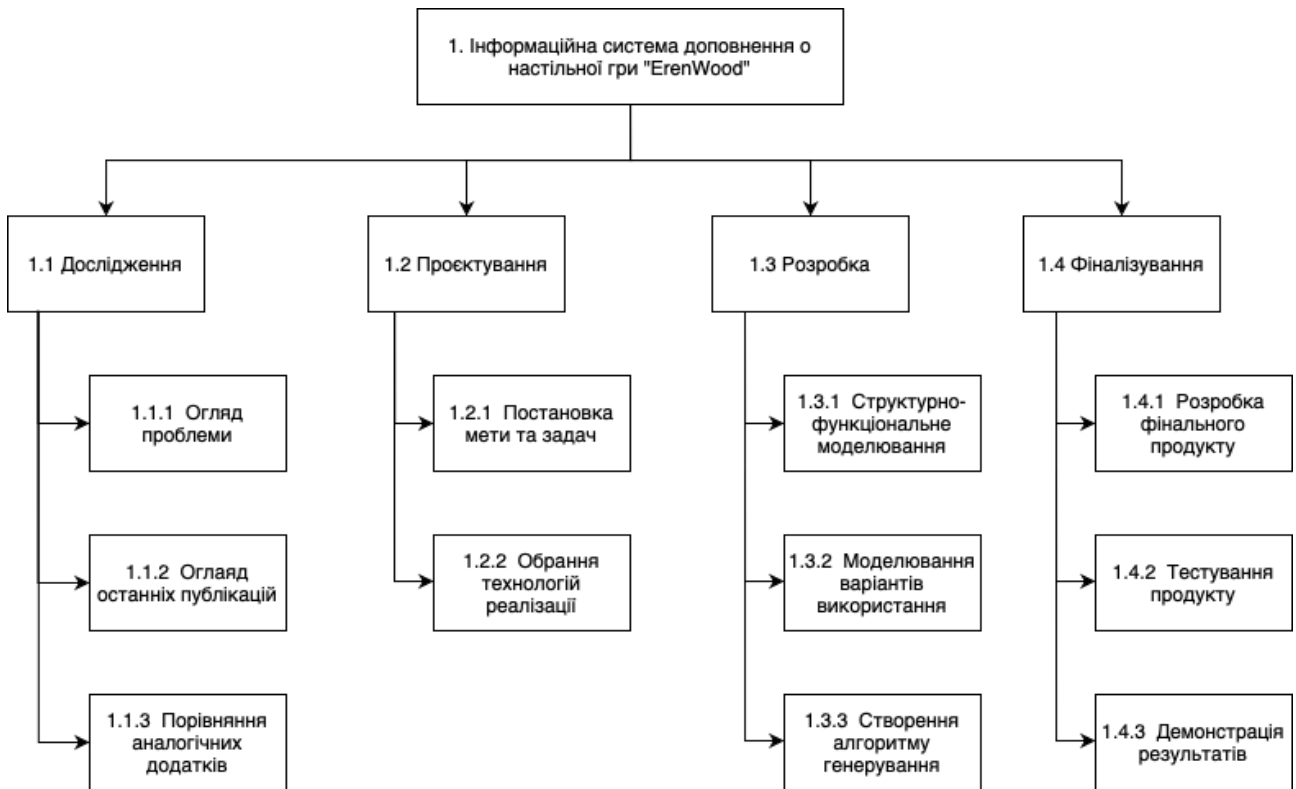 1. Інформаційна система доповнення о
настільної гри "ErenWood"
1.1 Дослідження
1.2 Проєктування
1.3 Розробка
1.4 Фіналізування
1.1.1 Огляд
проблеми
1.2.1 Постановка
мети та задач
1.3.1 Структурно-
функціональне
моделювання
1.4.1 Розробка
фінального
продукту
1.1.2 Оглаяд
останніх публікацій
1.2.2 Обрання
технологій
реалізації
1.3.2 Моделювання
варіантів
використання
1.4.2 Тестування
продукту
1.1.3 Порівняння
аналогічних
додатків
1.3.3 Створення
алгоритму
генерування
1.4.3 Демонстрація
результатів